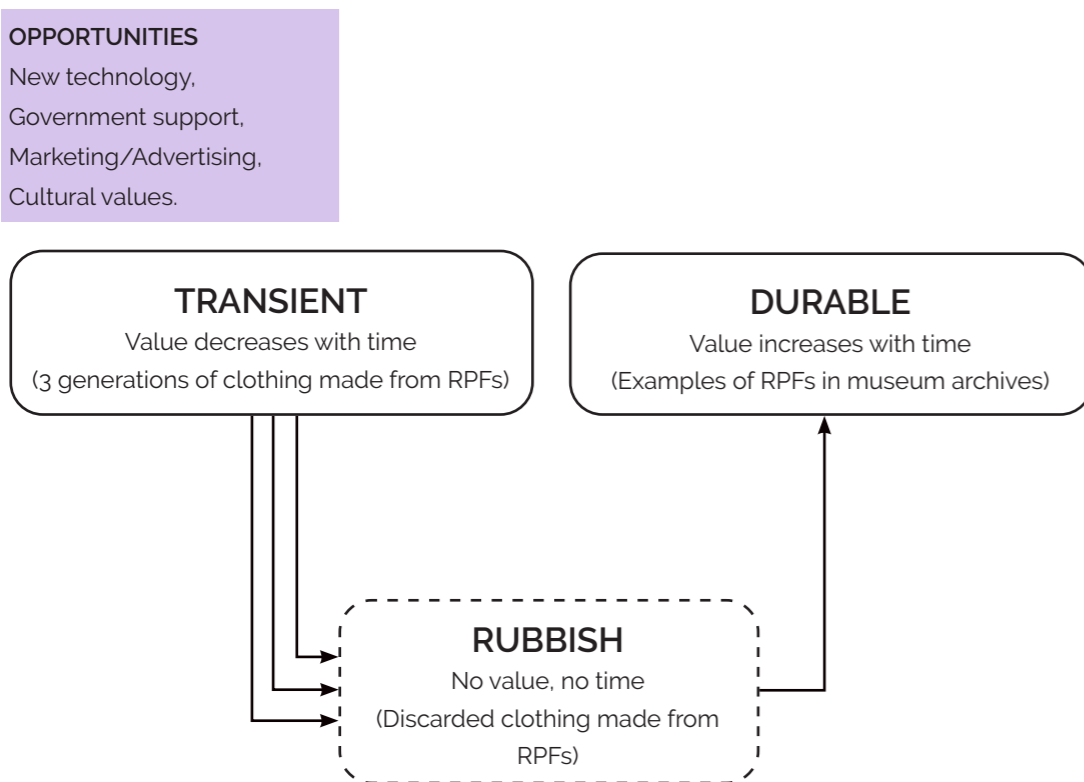 OPPORTUNITIES
New technology,
Government support,
Marketing/Advertising,
Cultural values.
TRANSIENT
Value decreases with time
(3 generations of clothing made from RPFs)
DURABLE
Value increases with time
(Examples of RPFs in museum archives)
RUBBISH
No value, no time
(Discarded clothing made from
RPFs)